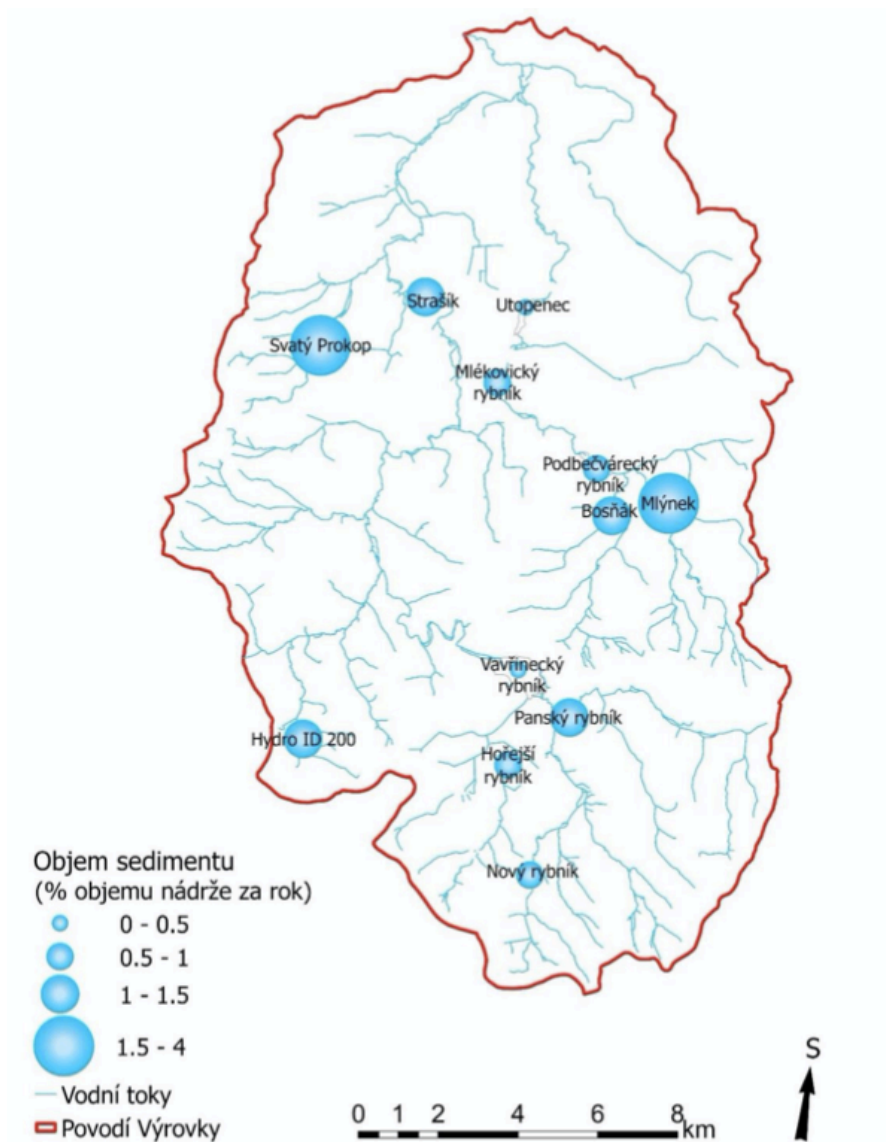 Strašík
Utopenec
Svatý Prokop
Mlékovický
rybník
Podbečvárecký
rybník
Bosňák
Mlýnek
Vavřinecký
rybník
Panský rybník
Hydro ID 200
Hořejší
rybník
Nový rybník
Objem sedimentu
(% objemu nádrže za rok)
0 - 0.5
0.5 - 1
1 - 1.5
1.5 - 4
Vodní toky
Povodí Výrovky
0 1 2 4 6 8
km
S